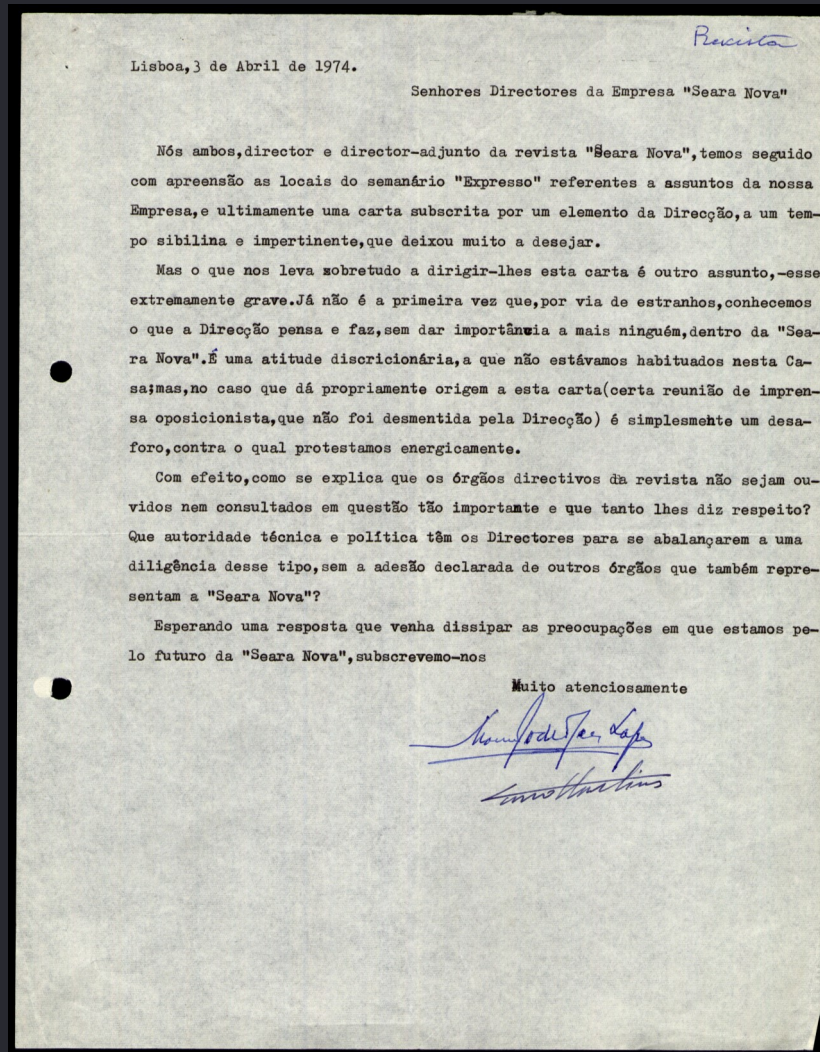 Revista
Lisboa,3 de Abril de 1974.
Senhores Directores da Empresa "Seara Nova"
Nós ambos,director e director-adjunto da revista "Seara Nova",temos seguido
com apreensão as locais do semanário "Expresso" referentes a assuntos da nossa
Empresa,e ultimamente uma carta subscrita por um elemento da Direcção,a um tem-
po sibilina e impertinente,que deixou muito a desejar.
Mas o que nos leva sobretudo a dirigir-lhes esta carta é outro assunto,-esse
extremamente grave.Já não é a primeira vez que,por via de estranhos,conhecemos
o que a Direcção pensa e faz,sem dar importância a mais ninguém,dentro da "Sea-
ra Nova".É uma atitude discricionária,a que não estávamos habituados nesta Ca-
sa;mas,no caso que dá propriamente origem a esta carta(certa reunião de impren-
sa oposicionista,que não foi desmentida pela Direcção) é simplesmente um desa-
foro,contra o qual protestamos energicamente.
Com efeito,como se explica que os órgãos directivos da revista não sejam ou-
vidos nem consultados em questão tão importante e que tanto lhes diz respeito?
Que autoridade técnica e política têm os Directores para se abalançarem a uma
diligência desse tipo,sem a adesão declarada de outros órgãos que também repre-
sentam a "Seara Nova"?
Esperando uma resposta que venha dissipar as preocupações em que estamos pe-
lo futuro da "Seara Nova",subscrevemo-nos
Muito atenciosamente